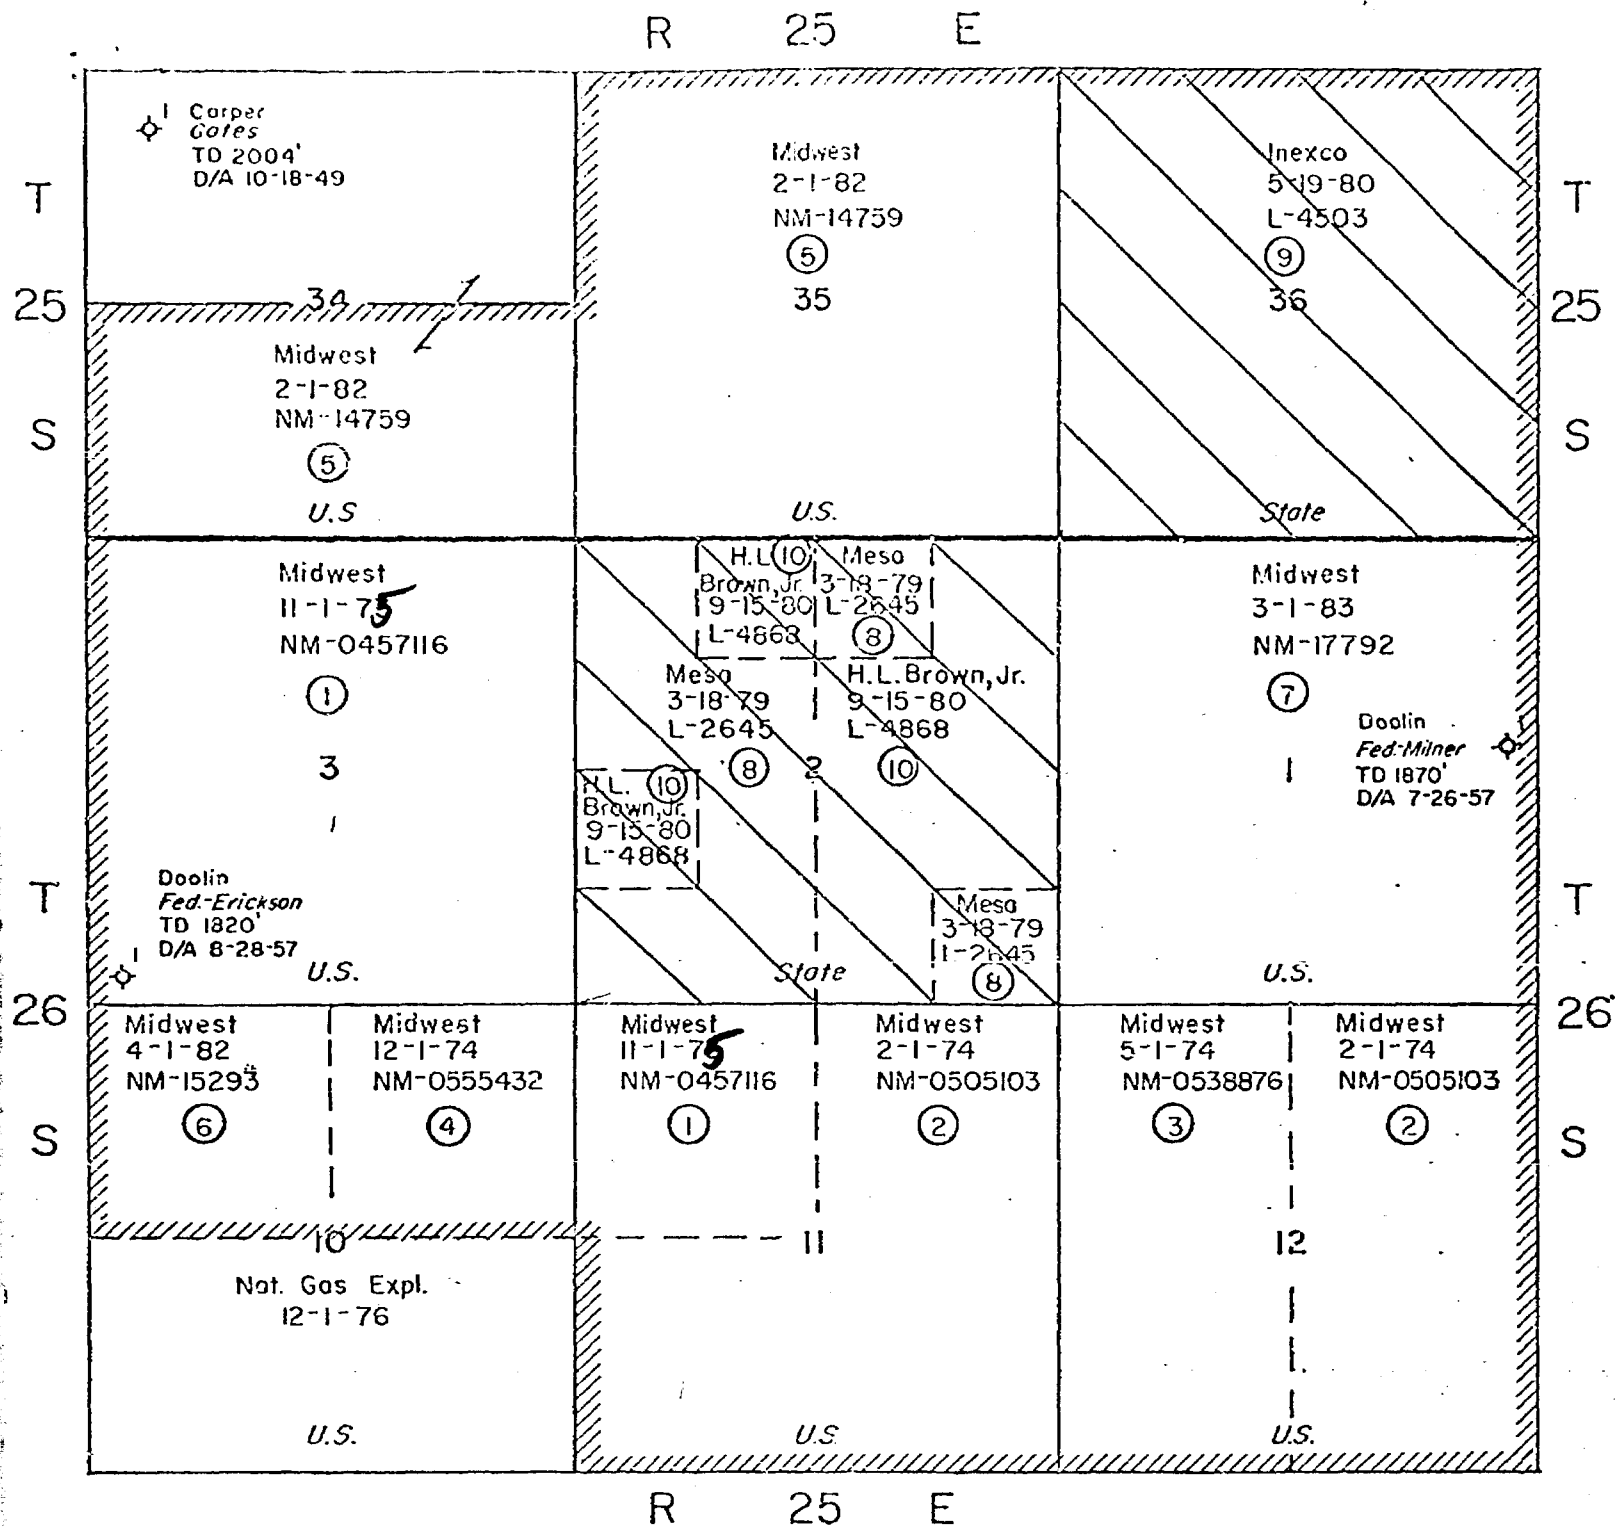 R 25 E
1 Carper
Gates
TD 2004'
D/A 10-18-49
Midwest
2-1-82
NM-14759
5
35
U.S.
Inexco
5-19-80
L-4503
9
36
State
T
25
S
T
25
S
34
Midwest
2-1-82
NM-14759
5
U.S
Midwest
11-1-75
NM-0457116
1
3
Doolin
Fed.-Erickson
TD 1820'
D/A 8-28-57
1
U.S.
H.L. 10
Brown, Jr.
9-15-80
L-4868
Mesa
3-18-79
L-2645
8
Mesa
3-18-79
L-2645
8
2
H.L. Brown, Jr.
9-15-80
L-4868
10
H.L. 10
Brown, Jr.
9-15-80
L-4868
Mesa
3-18-79
L-2645
8
State
Midwest
3-1-83
NM-17792
7
1
Doolin
Fed.-Milner
TD 1870'
D/A 7-26-57
U.S.
T
26
S
T
26
S
Midwest
4-1-82
NM-15293
6
Midwest
12-1-74
NM-0555432
4
10
Nat. Gas Expl.
12-1-76
U.S.
Midwest
11-1-75
NM-0457116
1
Midwest
2-1-74
NM-0505103
2
11
U.S.
Midwest
5-1-74
NM-0538876
3
Midwest
2-1-74
NM-0505103
2
12
U.S.
R 25 E